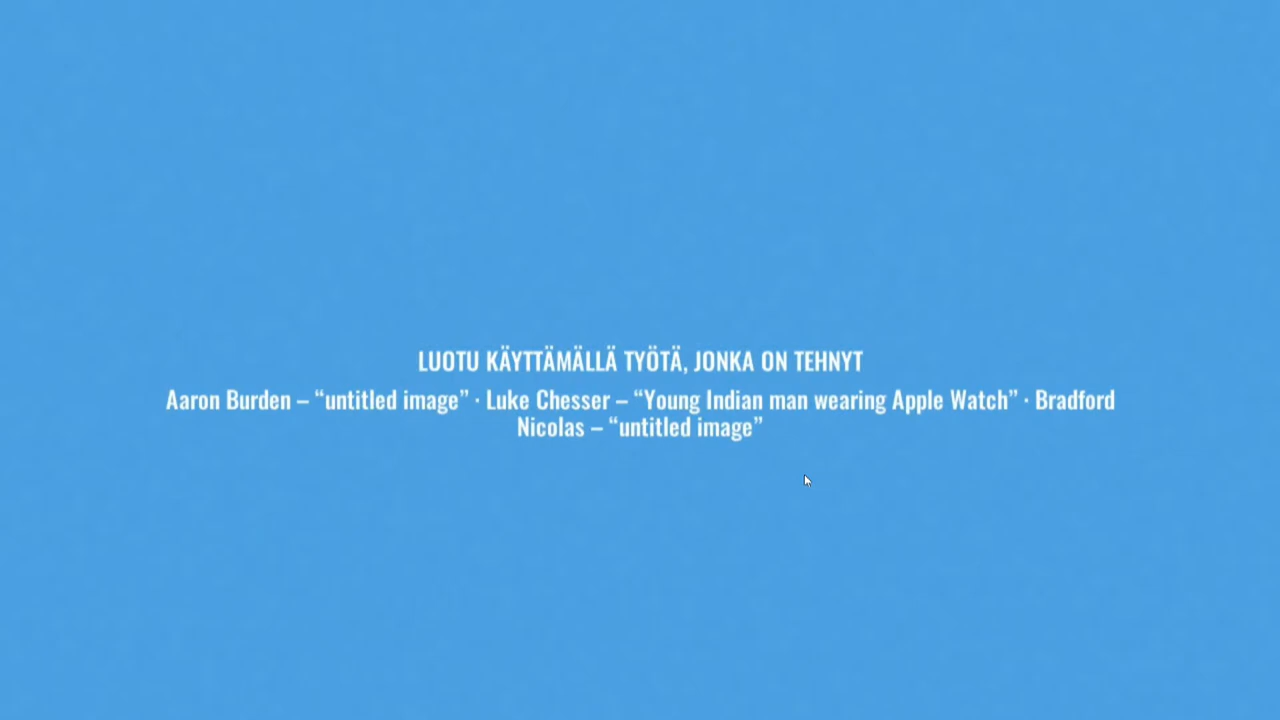 LUOTU KÄYTTÄMÄLLÄ TYÖTÄ, JONKA ON TEHNYT
Aaron Burden – “untitled image” · Luke Chesser – “Young Indian man wearing Apple Watch” · Bradford
Nicolas – “untitled image”